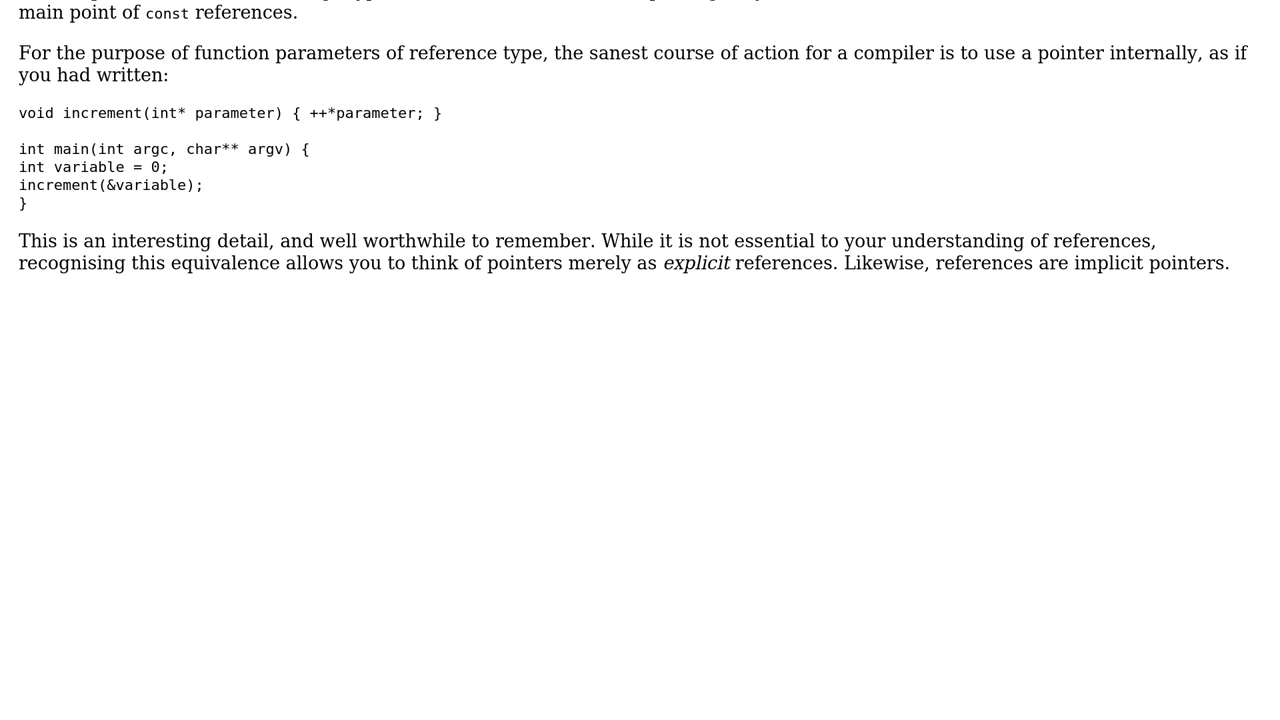 main point of const references.
For the purpose of function parameters of reference type, the sanest course of action for a compiler is to use a pointer internally, as if
you had written:
void increment(int* parameter) { ++*parameter; }
int main(int argc, char** argv) {
int variable = 0;
increment(&variable);
}
This is an interesting detail, and well worthwhile to remember. While it is not essential to your understanding of references,
recognising this equivalence allows you to think of pointers merely as explicit references. Likewise, references are implicit pointers.